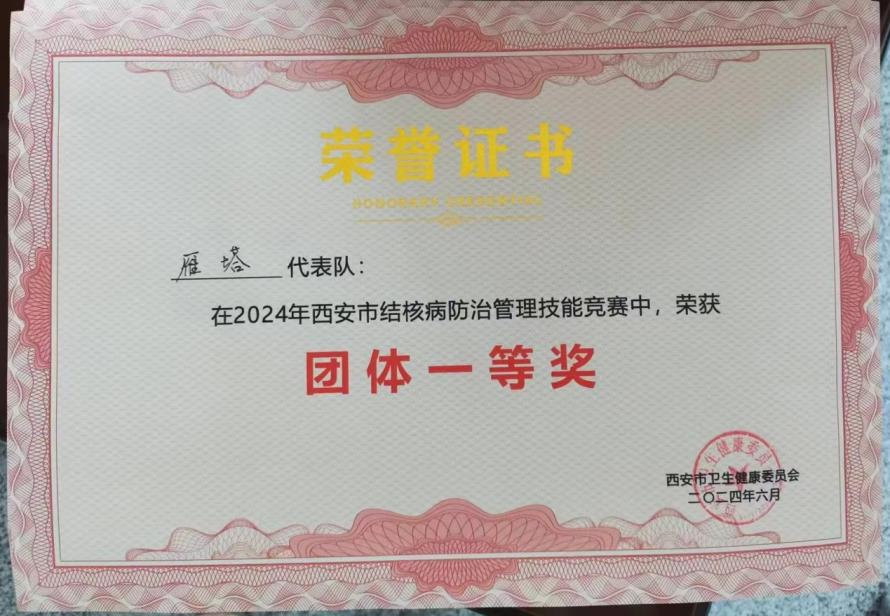 荣誉证书
HONORARY CREDENTIAL
雁塔 代表队：
在2024年西安市结核病防治管理技能竞赛中，荣获
团体一等奖
西安市卫生健康委员会
二〇二四年六月